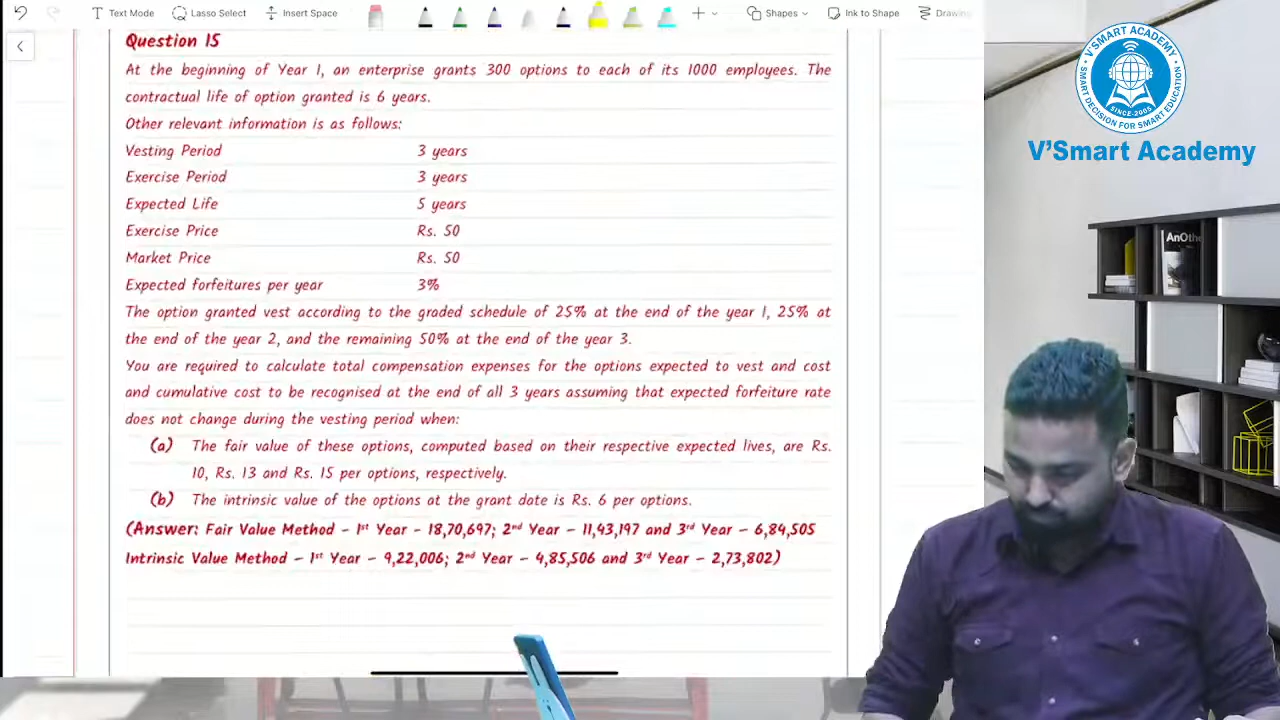 Text Mode Lasso Select Insert Space Shapes Ink to Shape Drawing
Question 15
At the beginning of Year 1, an enterprise grants 300 options to each of its 1000 employees. The
contractual life of option granted is 6 years.
Other relevant information is as follows:
Vesting Period 3 years
Exercise Period 3 years
Expected Life 5 years
Exercise Price Rs. 50
Market Price Rs. 50
Expected forfeitures per year 3%
The option granted vest according to the graded schedule of 25% at the end of the year 1, 25% at
the end of the year 2, and the remaining 50% at the end of the year 3.
You are required to calculate total compensation expenses for the options expected to vest and cost
and cumulative cost to be recognised at the end of all 3 years assuming that expected forfeiture rate
does not change during the vesting period when:
(a) The fair value of these options, computed based on their respective expected lives, are Rs.
10, Rs. 13 and Rs. 15 per options, respectively.
(b) The intrinsic value of the options at the grant date is Rs. 6 per options.
(Answer: Fair Value Method – 1st Year – 18,70,697; 2nd Year – 11,43,197 and 3rd Year – 6,84,505
Intrinsic Value Method – 1st Year – 9,22,006; 2nd Year – 4,85,506 and 3rd Year – 2,73,802)
V'SMART ACADEMY
SINCE-2005
SMART DECISION FOR SMART EDUCATION
V'Smart Academy
AnOthe